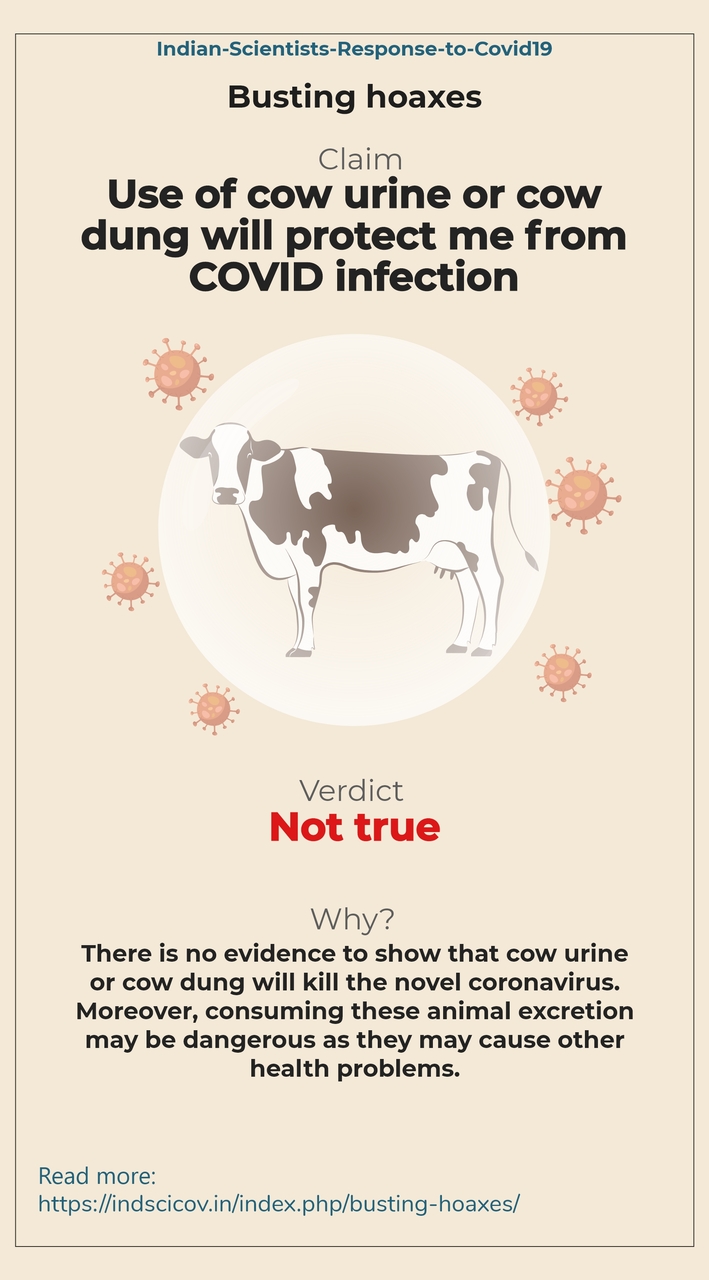 Indian-Scientists-Response-to-Covid19
Busting hoaxes
Claim
Use of cow urine or cow
dung will protect me from
COVID infection
Verdict
Not true
Why?
There is no evidence to show that cow urine
or cow dung will kill the novel coronavirus.
Moreover, consuming these animal excretion
may be dangerous as they may cause other
health problems.
Read more:
https://indscicov.in/index.php/busting-hoaxes/